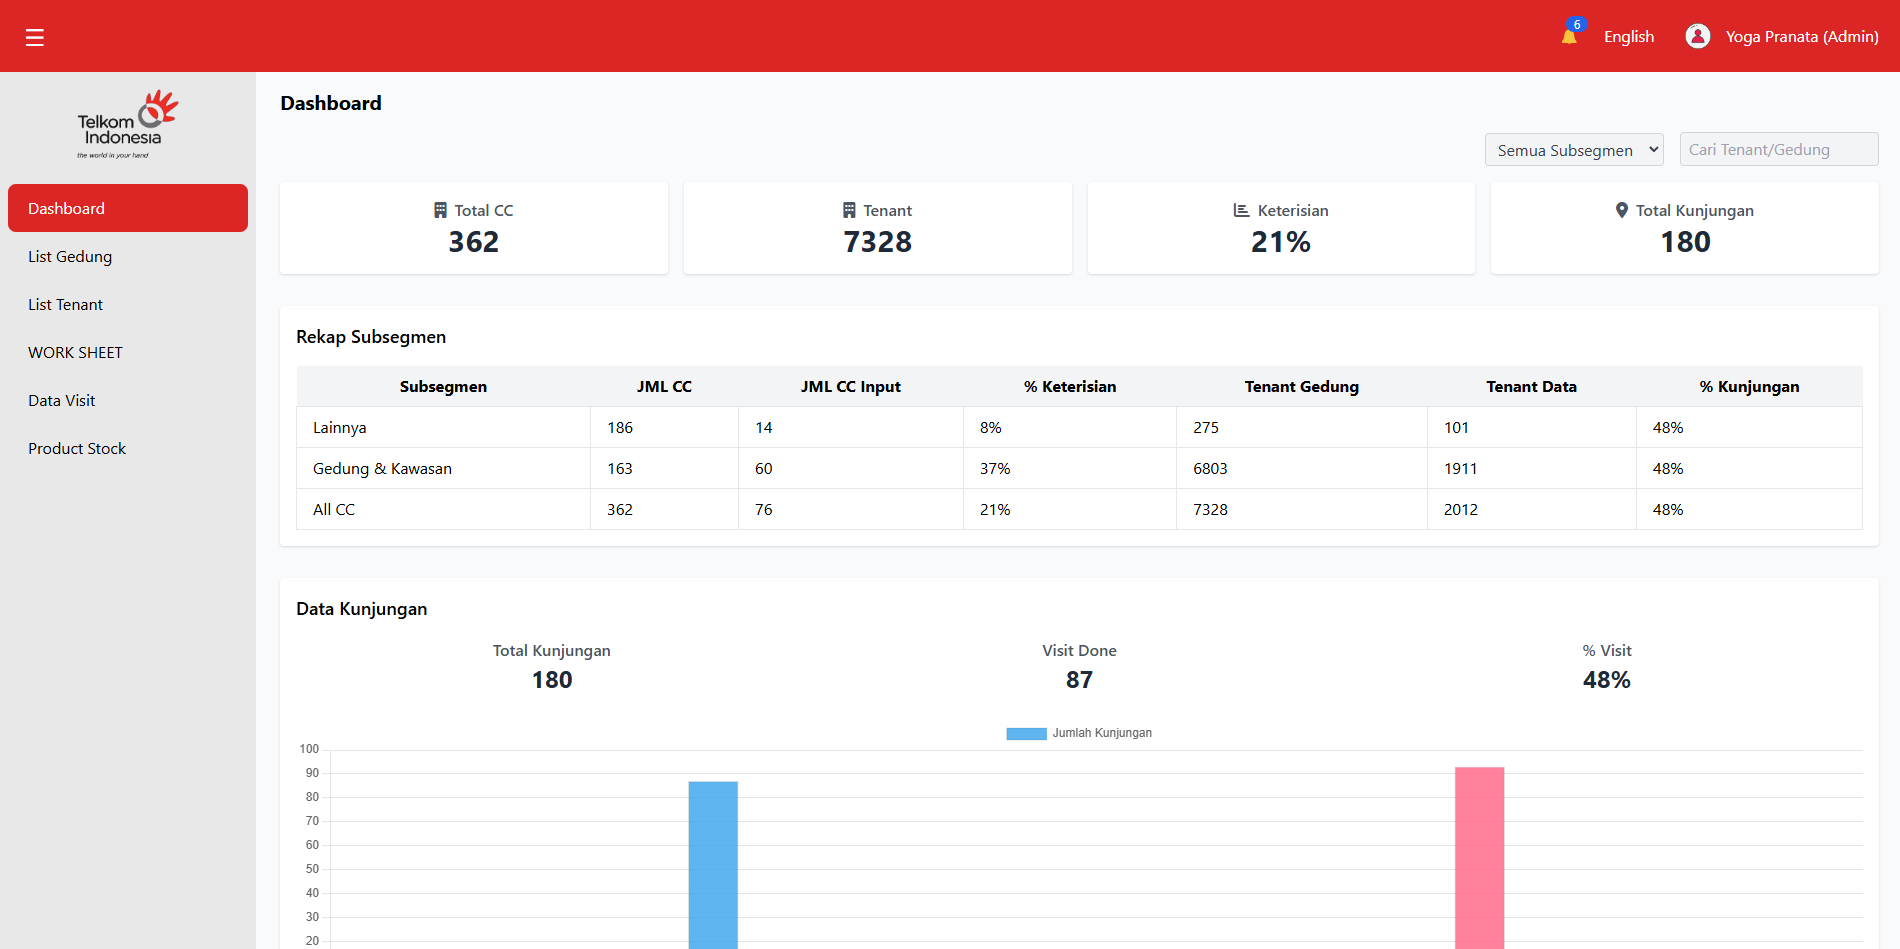 ☰
6
English
Yoga Pranata (Admin)
Telkom
Indonesia
the world in your hand
Dashboard
List Gedung
List Tenant
WORK SHEET
Data Visit
Product Stock
Dashboard
Semua Subsegmen
Cari Tenant/Gedung
Total CC
362
Tenant
7328
Keterisian
21%
Total Kunjungan
180
Rekap Subsegmen
Subsegmen JML CC JML CC Input % Keterisian Tenant Gedung Tenant Data % Kunjungan
Lainnya 186 14 8% 275 101 48%
Gedung & Kawasan 163 60 37% 6803 1911 48%
All CC 362 76 21% 7328 2012 48%
Data Kunjungan
Total Kunjungan
180
Visit Done
87
% Visit
48%
Jumlah Kunjungan
100
90
80
70
60
50
40
30
20